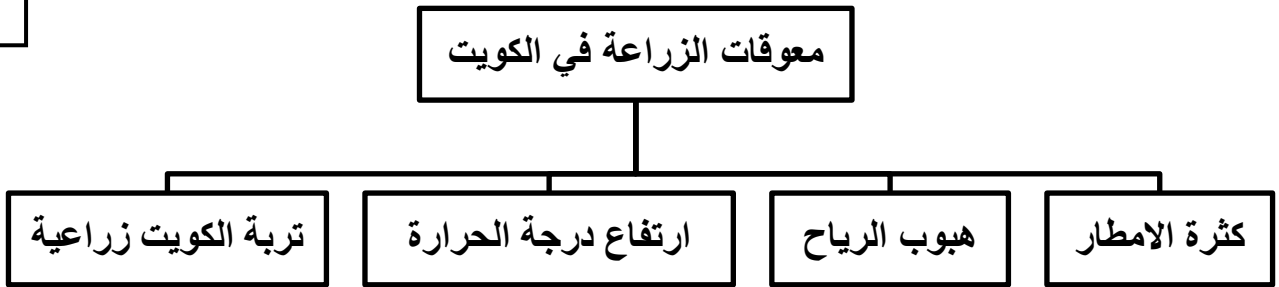 معوقات الزراعة في الكويت
كثرة الامطار
هبوب الرياح
ارتفاع درجة الحرارة
تربة الكويت زراعية